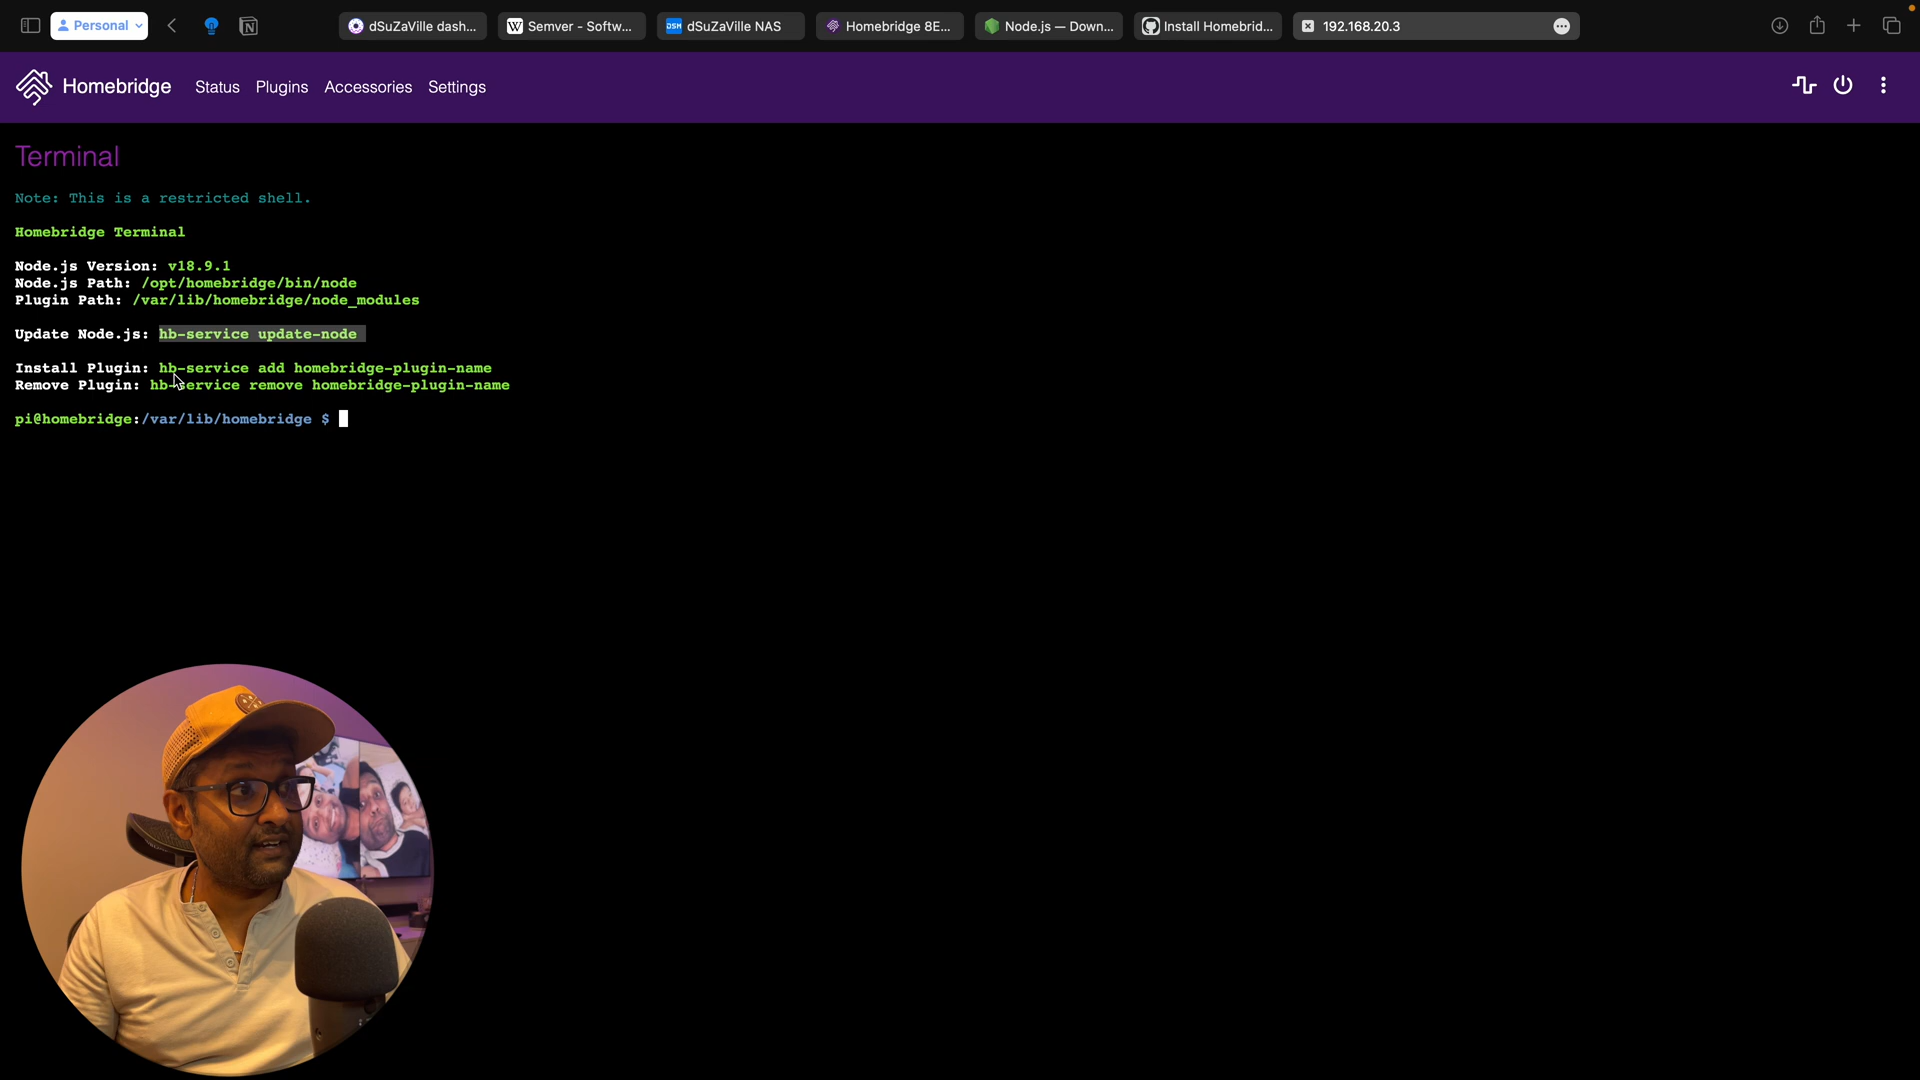 Personal
dSuZaVille dash...
W Semver - Softw...
DSM dSuZaVille NAS
Homebridge 8E...
Node.js — Down...
Install Homebrid...
192.168.20.3
Homebridge Status Plugins Accessories Settings
Terminal
Note: This is a restricted shell.
Homebridge Terminal
Node.js Version: v18.9.1
Node.js Path: /opt/homebridge/bin/node
Plugin Path: /var/lib/homebridge/node_modules
Update Node.js: hb-service update-node
Install Plugin: hb-service add homebridge-plugin-name
Remove Plugin: hb-service remove homebridge-plugin-name
pi@homebridge:/var/lib/homebridge $